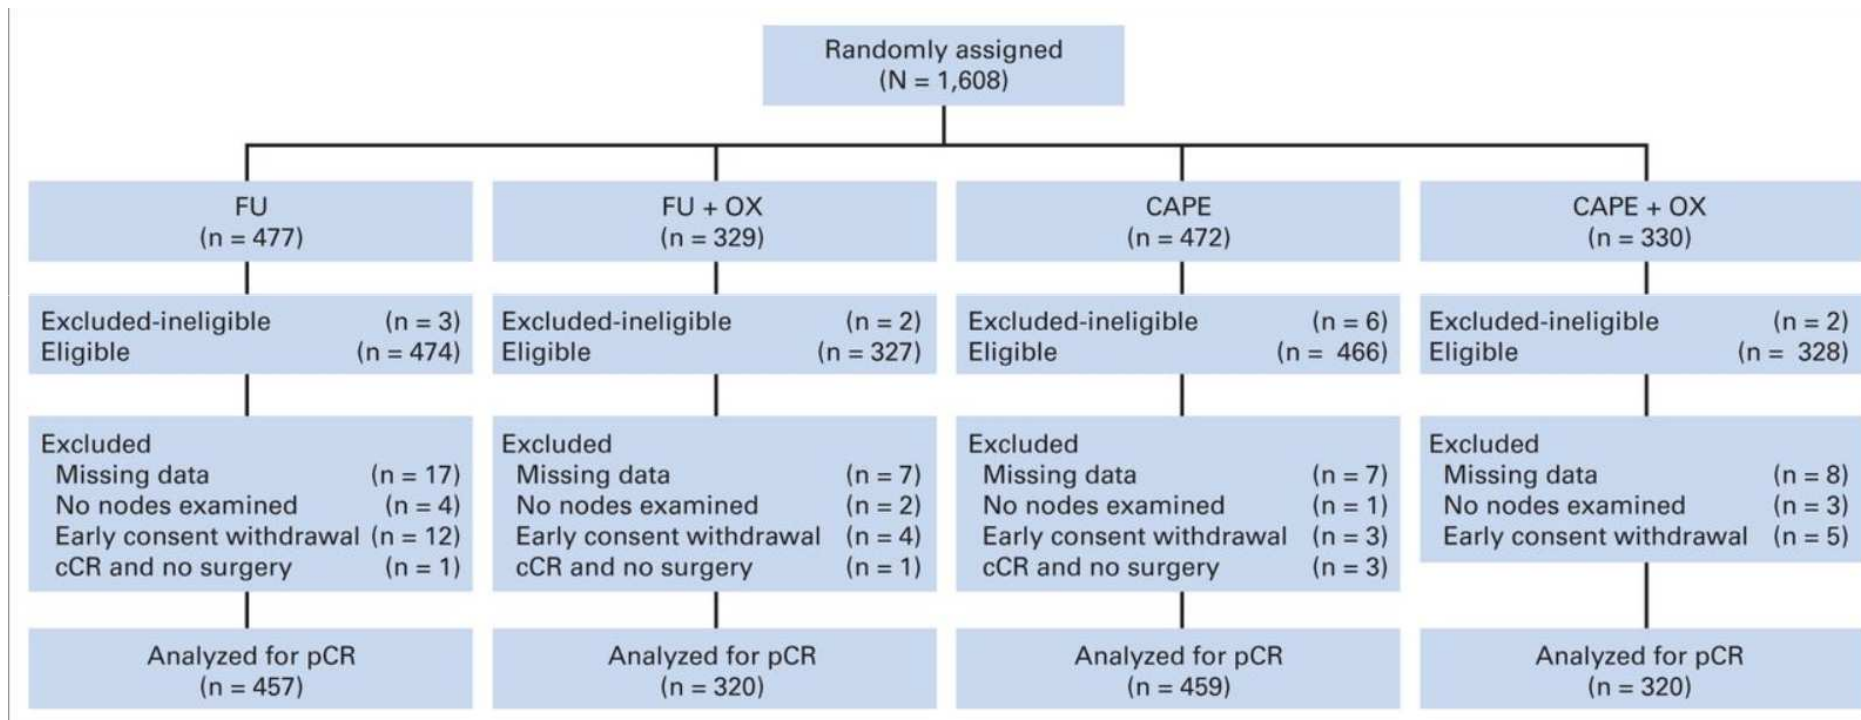 Randomly assigned
(N = 1,608)
FU
(n = 477)
FU + OX
(n = 329)
CAPE
(n = 472)
CAPE + OX
(n = 330)
Excluded-ineligible (n = 3)
Eligible (n = 474)
Excluded-ineligible (n = 2)
Eligible (n = 327)
Excluded-ineligible (n = 6)
Eligible (n = 466)
Excluded-ineligible (n = 2)
Eligible (n = 328)
Excluded
Missing data (n = 17)
No nodes examined (n = 4)
Early consent withdrawal (n = 12)
cCR and no surgery (n = 1)
Excluded
Missing data (n = 7)
No nodes examined (n = 2)
Early consent withdrawal (n = 4)
cCR and no surgery (n = 1)
Excluded
Missing data (n = 7)
No nodes examined (n = 1)
Early consent withdrawal (n = 3)
cCR and no surgery (n = 3)
Excluded
Missing data (n = 8)
No nodes examined (n = 3)
Early consent withdrawal (n = 5)
Analyzed for pCR
(n = 457)
Analyzed for pCR
(n = 320)
Analyzed for pCR
(n = 459)
Analyzed for pCR
(n = 320)